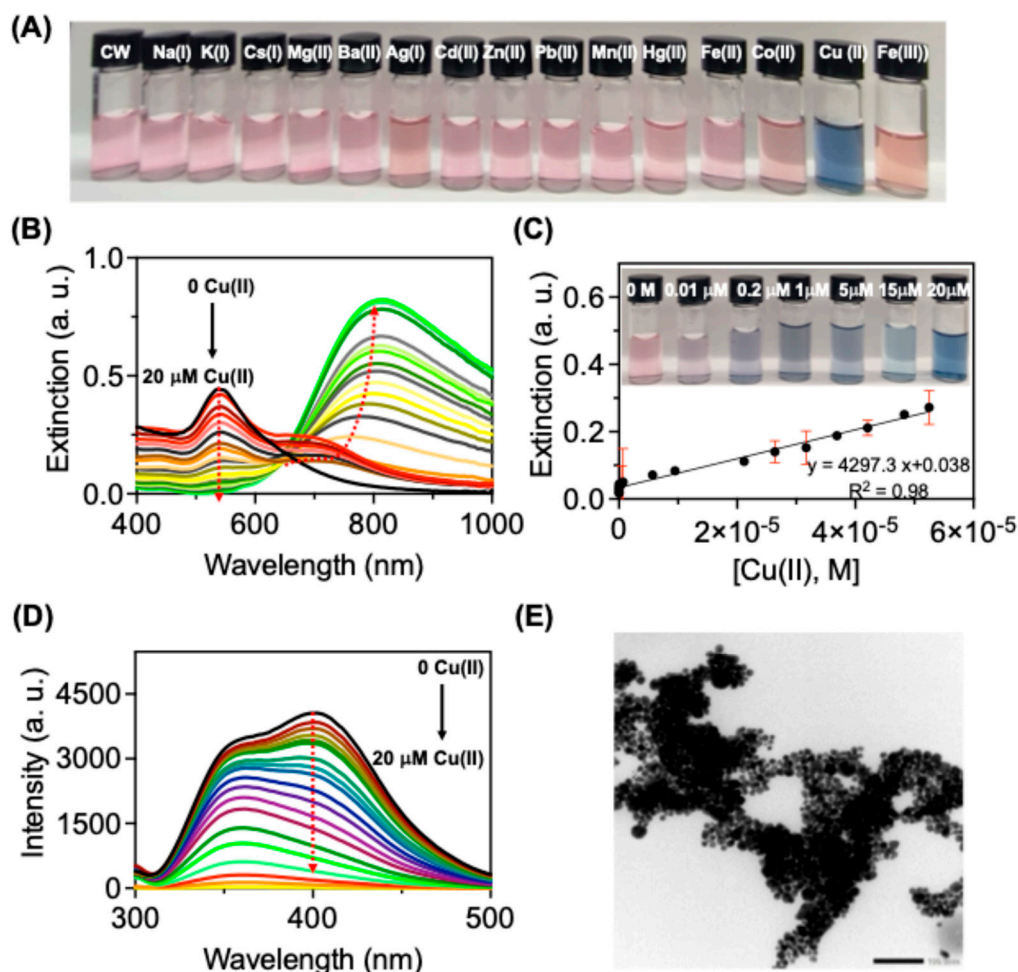 (A)
CW Na(I) K(I) Cs(I) Mg(II) Ba(II) Ag(I) Cd(II) Zn(II) Pb(II) Mn(II) Hg(II) Fe(II) Co(II) Cu (II) Fe(III))
(B)
Extinction (a. u.)
1.0
0.5
0.0
0 Cu(II)
20 μM Cu(II)
400 600 800 1000
Wavelength (nm)
(C)
Extinction (a. u.)
0.6
0.4
0.2
0.0
0 M 0.01 μM 0.2 μM 1μM 5μM 15μM 20μM
y = 4297.3 x+0.038
R² = 0.98
0 2×10⁻⁵ 4×10⁻⁵ 6×10⁻⁵
[Cu(II), M]
(D)
Intensity (a. u.)
4500
3000
1500
0
0 Cu(II)
20 μM Cu(II)
300 400 500
Wavelength (nm)
(E)